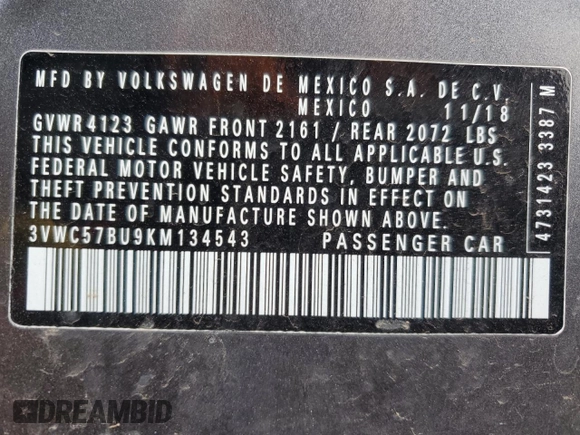 MFD BY VOLKSWAGEN DE MEXICO S.A. DE C.V.
MEXICO 11/18
GVWR 4123 GAWR FRONT 2161 / REAR 2072 LBS
THIS VEHICLE CONFORMS TO ALL APPLICABLE U.S.
FEDERAL MOTOR VEHICLE SAFETY, BUMPER AND
THEFT PREVENTION STANDARDS IN EFFECT ON
THE DATE OF MANUFACTURE SHOWN ABOVE.
3VWC57BU9KM134543 PASSENGER CAR
4731423 3387 M
DREAMBID